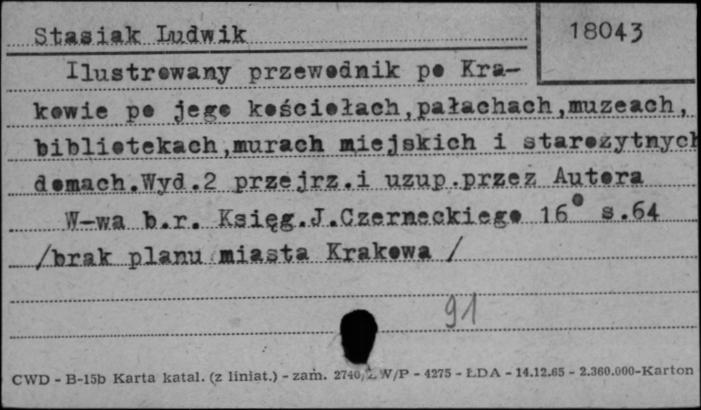 Stasiak Ludwik
18043
Ilustrowany przewodnik po Kra-
kowie po jego kościołach,pałachach,muzeach,
bibliotekach,murach miejskich i starożytnych
domach.Wyd.2 przejrz.i uzup.przez Autora
W-wa b.r. Księg.J.Czerneckiego 16° s.64
/brak planu miasta Krakowa /
91
CWD - B-15b Karta katal. (z liniat.) - zam. 2740/ W/P - 4275 - ŁDA - 14.12.65 - 2.360.000-Karton